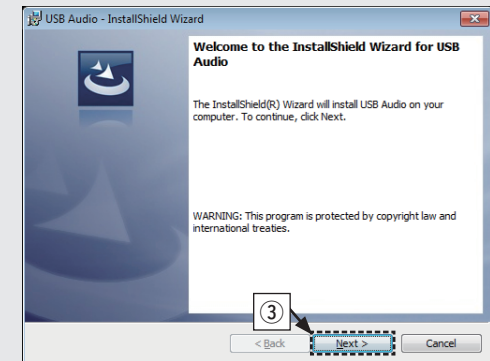 USB Audio - InstallShield Wizard
Welcome to the InstallShield Wizard for USB
Audio
The InstallShield(R) Wizard will install USB Audio on your
computer. To continue, click Next.
WARNING: This program is protected by copyright law and
international treaties.
③
< Back Next > Cancel